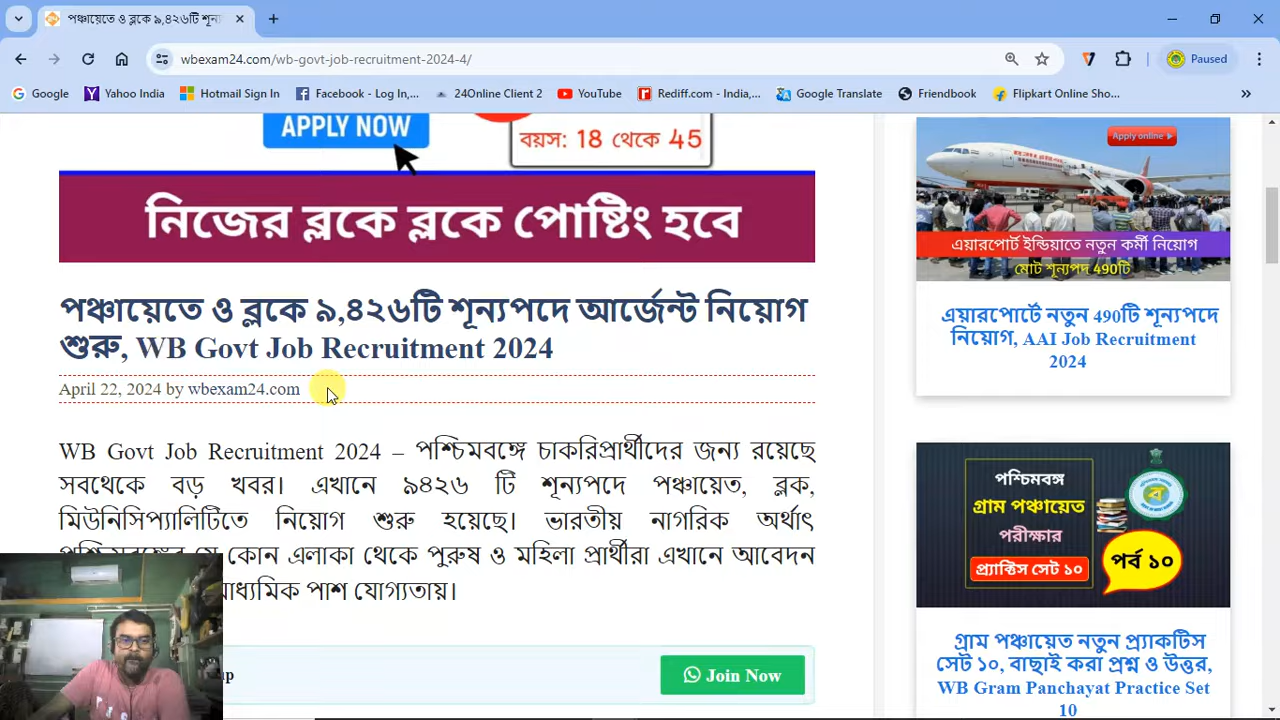 পঞ্চায়েতে ও ব্লকে ৯,৪২৬টি শূন
wbexam24.com/wb-govt-job-recruitment-2024-4/
Paused
Google
Yahoo India
Hotmail Sign In
Facebook - Log In,...
24Online Client 2
YouTube
Rediff.com - India,...
Google Translate
Friendbook
Flipkart Online Sho...
»
APPLY NOW
বয়স: 18 থেকে 45
নিজের ব্লকে ব্লকে পোষ্টিং হবে
পঞ্চায়েতে ও ব্লকে ৯,৪২৬টি শূন্যপদে আর্জেন্ট নিয়োগ
শুরু, WB Govt Job Recruitment 2024
April 22, 2024 by wbexam24.com
WB Govt Job Recruitment 2024 – পশ্চিমবঙ্গে চাকরিপ্রার্থীদের জন্য রয়েছে
সবথেকে বড় খবর। এখানে ৯৪২৬ টি শূন্যপদে পঞ্চায়েত, ব্লক,
মিউনিসিপ্যালিটিতে নিয়োগ শুরু হয়েছে। ভারতীয় নাগরিক অর্থাৎ
পশ্চিমবঙ্গের যে কোন এলাকা থেকে পুরুষ ও মহিলা প্রার্থীরা এখানে আবেদন
পাশ যোগ্যতায়।
Join Now
Apply online
এয়ারপোর্ট ইন্ডিয়াতে নতুন কর্মী নিয়োগ
মোট শূন্যপদ 490টি
এয়ারপোর্টে নতুন 490টি শূন্যপদে
নিয়োগ, AAI Job Recruitment
2024
পশ্চিমবঙ্গ
গ্রাম পঞ্চায়েত
পরীক্ষার
প্র্যাক্টিস সেট ১০
ব
পর্ব ১০
গ্রাম পঞ্চায়েত নতুন প্র্যাকটিস
সেট ১০, বাছাই করা প্রশ্ন ও উত্তর,
WB Gram Panchayat Practice Set
10